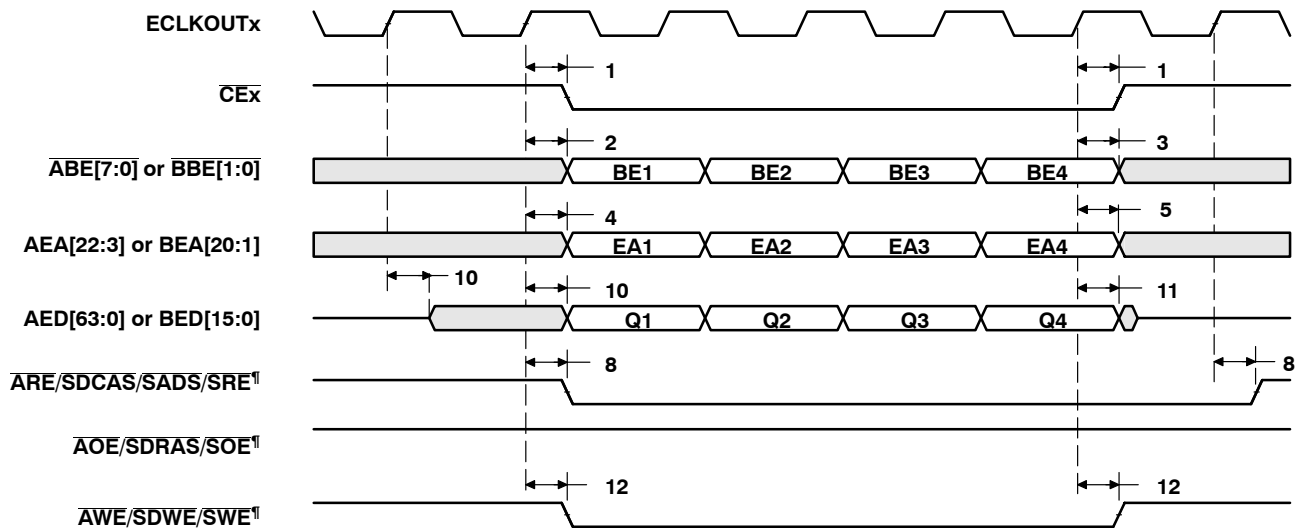 ECLKOUTx
1 1
CEx
2 3
ABE[7:0] or BBE[1:0]
BE1 BE2 BE3 BE4
4 5
AEA[22:3] or BEA[20:1]
EA1 EA2 EA3 EA4
10
10 11
AED[63:0] or BED[15:0]
Q1 Q2 Q3 Q4
8 8
ARE/SDCAS/SADS/SRE¶
AOE/SDRAS/SOE¶
12 12
AWE/SDWE/SWE¶